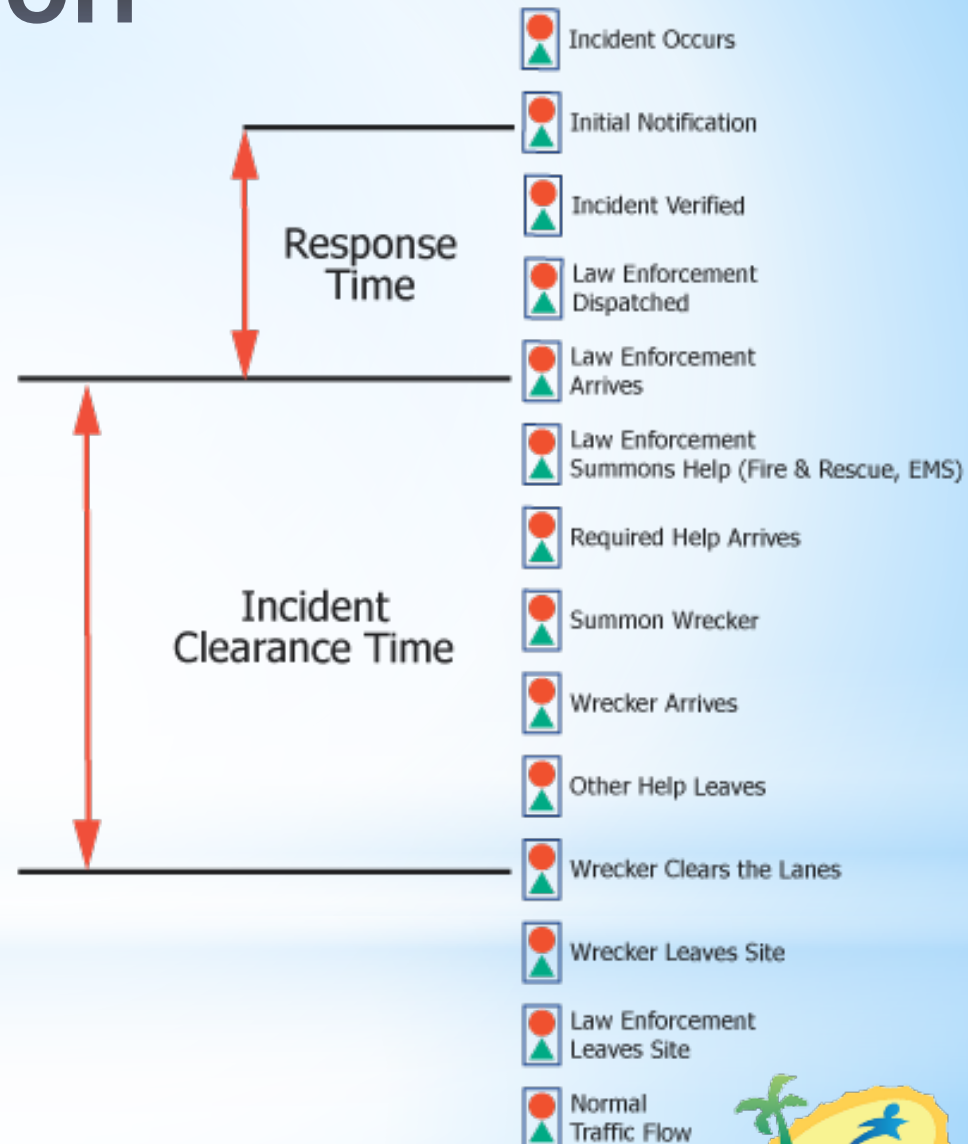 Incident Occurs
Initial Notification
Incident Verified
Response
Time
Law Enforcement
Dispatched
Law Enforcement
Arrives
Law Enforcement
Summons Help (Fire & Rescue, EMS)
Required Help Arrives
Incident
Clearance Time
Summon Wrecker
Wrecker Arrives
Other Help Leaves
Wrecker Clears the Lanes
Wrecker Leaves Site
Law Enforcement
Leaves Site
Normal
Traffic Flow